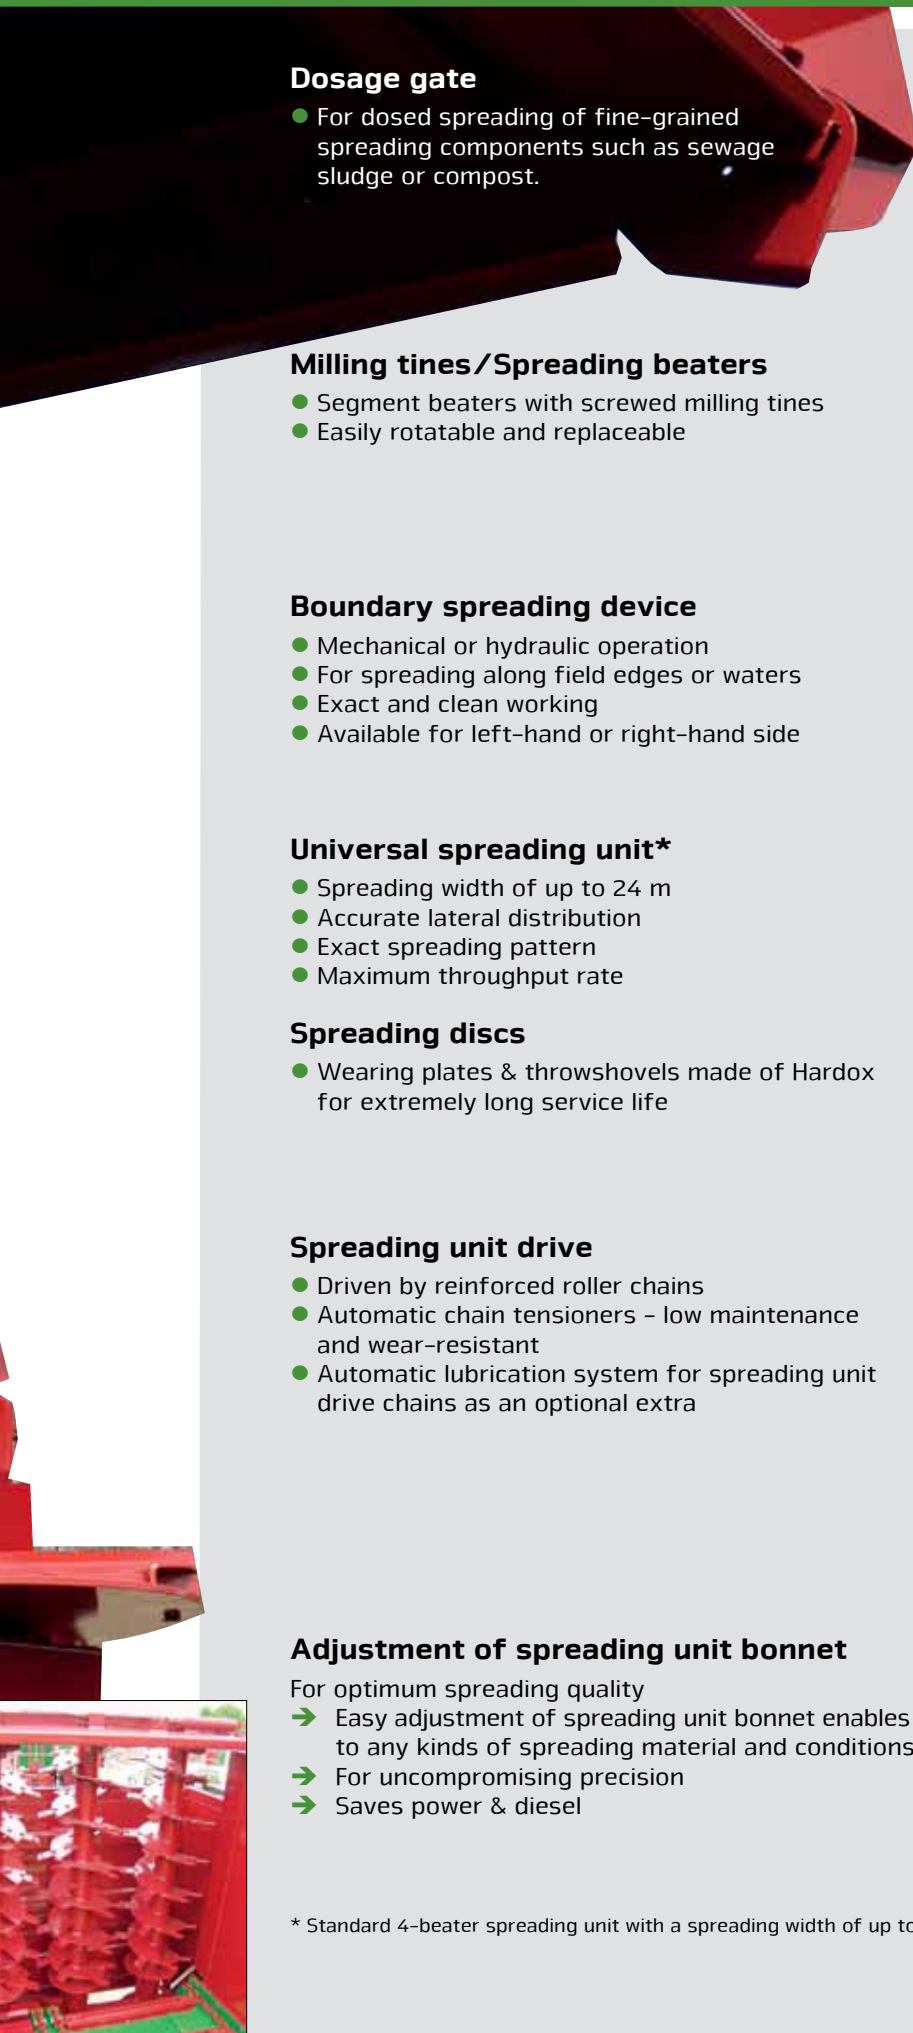 Dosage gate
● For dosed spreading of fine-grained
spreading components such as sewage
sludge or compost.
Milling tines/Spreading beaters
● Segment beaters with screwed milling tines
● Easily rotatable and replaceable
Boundary spreading device
● Mechanical or hydraulic operation
● For spreading along field edges or waters
● Exact and clean working
● Available for left-hand or right-hand side
Universal spreading unit*
● Spreading width of up to 24 m
● Accurate lateral distribution
● Exact spreading pattern
● Maximum throughput rate
Spreading discs
● Wearing plates & throwshovels made of Hardox
for extremely long service life
Spreading unit drive
● Driven by reinforced roller chains
● Automatic chain tensioners - low maintenance
and wear-resistant
● Automatic lubrication system for spreading unit
drive chains as an optional extra
Adjustment of spreading unit bonnet
For optimum spreading quality
➔ Easy adjustment of spreading unit bonnet enables
to any kinds of spreading material and conditions
➔ For uncompromising precision
➔ Saves power & diesel
* Standard 4-beater spreading unit with a spreading width of up to